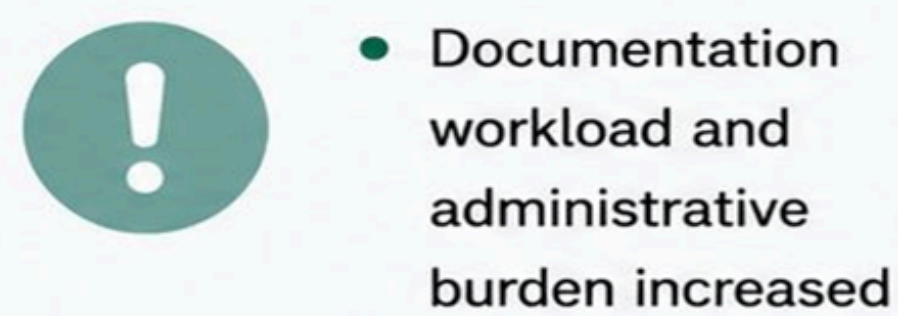 Documentation
workload and
administrative
burden increased